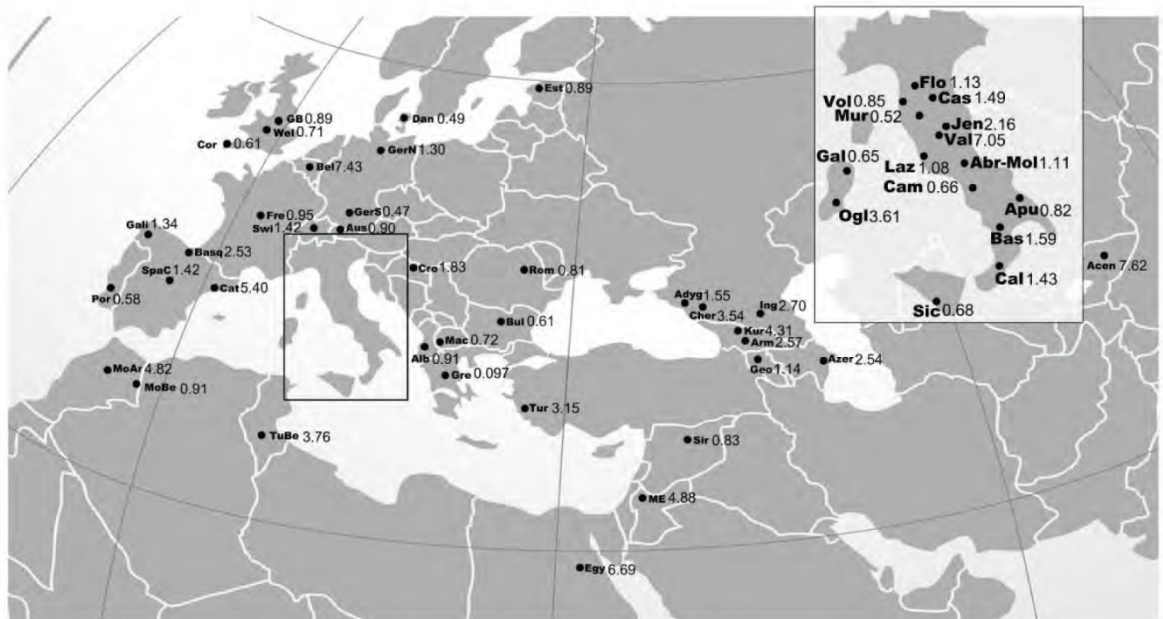 Est 0.89
GB 0.89
Wel 0.71
Cor 0.61
Dan 0.49
GerN 1.30
Bel 7.43
Fre 0.95
GerS 0.47
Swi 1.42
Aus 0.90
Gali 1.34
Basq 2.53
SpaC 1.42
Por 0.58
Cat 5.40
Cro 1.83
Rom 0.81
Bul 0.61
Mac 0.72
Alb 0.91
Gre 0.097
MoAr 4.82
MoBe 0.91
TuBe 3.76
Tur 3.15
Adyg 1.55
Cher 3.54
Ing 2.70
Kur 4.31
Arm 2.57
Geo 1.14
Azer 2.54
Acen 7.62
Sir 0.83
ME 4.88
Egy 6.69
Flo 1.13
Vol 0.85
Cas 1.49
Mur 0.52
Jen 2.16
Val 7.05
Gal 0.65
Laz 1.08
Abr-Mol 1.11
Cam 0.66
Ogl 3.61
Apu 0.82
Bas 1.59
Cal 1.43
Sic 0.68